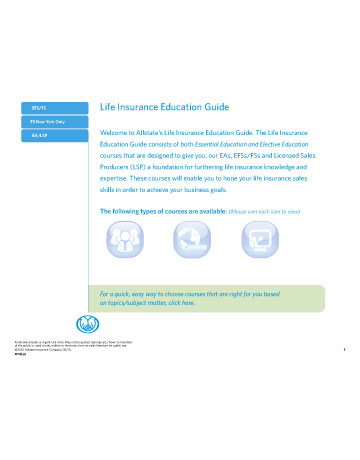 EFS/FS
FS New York Only
EA/LSP
Life Insurance Education Guide
Welcome to Allstate's Life Insurance Education Guide. The Life Insurance
Education Guide consists of both Essential Education and Elective Education
courses that are designed to give you, our EAs, EFSs/FSs and Licensed Sales
Producers (LSP) a foundation for furthering life insurance knowledge and
expertise. These courses will enable you to hone your life insurance sales
skills in order to achieve your business goals.
The following types of courses are available: (Mouse over each icon to view)
WWW
For a quick, easy way to choose courses that are right for you based
on topics/subject matter, click here.
1